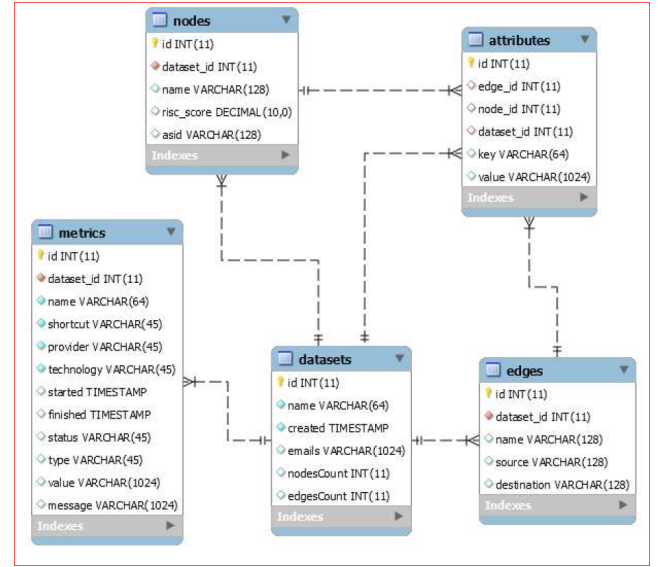 nodes
id INT(11)
dataset_id INT(11)
name VARCHAR(128)
risc_score DECIMAL(10,0)
asid VARCHAR(128)
Indexes
attributes
id INT(11)
edge_id INT(11)
node_id INT(11)
dataset_id INT(11)
key VARCHAR(64)
value VARCHAR(1024)
Indexes
metrics
id INT(11)
dataset_id INT(11)
name VARCHAR(64)
shortcut VARCHAR(45)
provider VARCHAR(45)
technology VARCHAR(45)
started TIMESTAMP
finished TIMESTAMP
status VARCHAR(45)
type VARCHAR(45)
value VARCHAR(1024)
message VARCHAR(1024)
Indexes
datasets
id INT(11)
name VARCHAR(64)
created TIMESTAMP
emails VARCHAR(1024)
nodesCount INT(11)
edgesCount INT(11)
Indexes
edges
id INT(11)
dataset_id INT(11)
name VARCHAR(128)
source VARCHAR(128)
destination VARCHAR(128)
Indexes